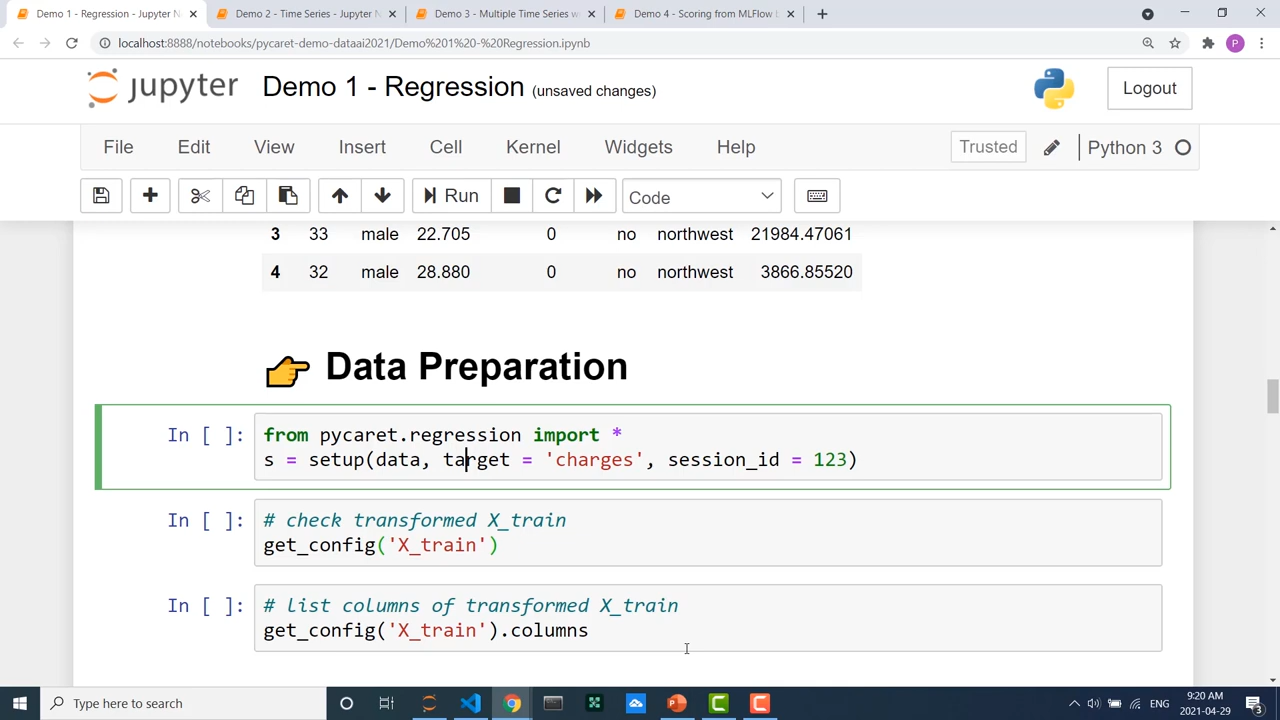 Demo 1 - Regression - Jupyter N
Demo 2 - Time Series - Jupyter N
Demo 3 - Multiple Time Series w
Demo 4 - Scoring from MLFlow L
localhost:8888/notebooks/pycaret-demo-dataai2021/Demo%201%20-%20Regression.ipynb
P
jupyter Demo 1 - Regression (unsaved changes)
Logout
File Edit View Insert Cell Kernel Widgets Help
Trusted
Python 3
Run
Code
3 33 male 22.705 0 no northwest 21984.47061
4 32 male 28.880 0 no northwest 3866.85520
👉 Data Preparation
In [ ]: from pycaret.regression import *
s = setup(data, target = 'charges', session_id = 123)
In [ ]: # check transformed X_train
get_config('X_train')
In [ ]: # list columns of transformed X_train
get_config('X_train').columns
Type here to search
ENG
9:20 AM
2021-04-29
3